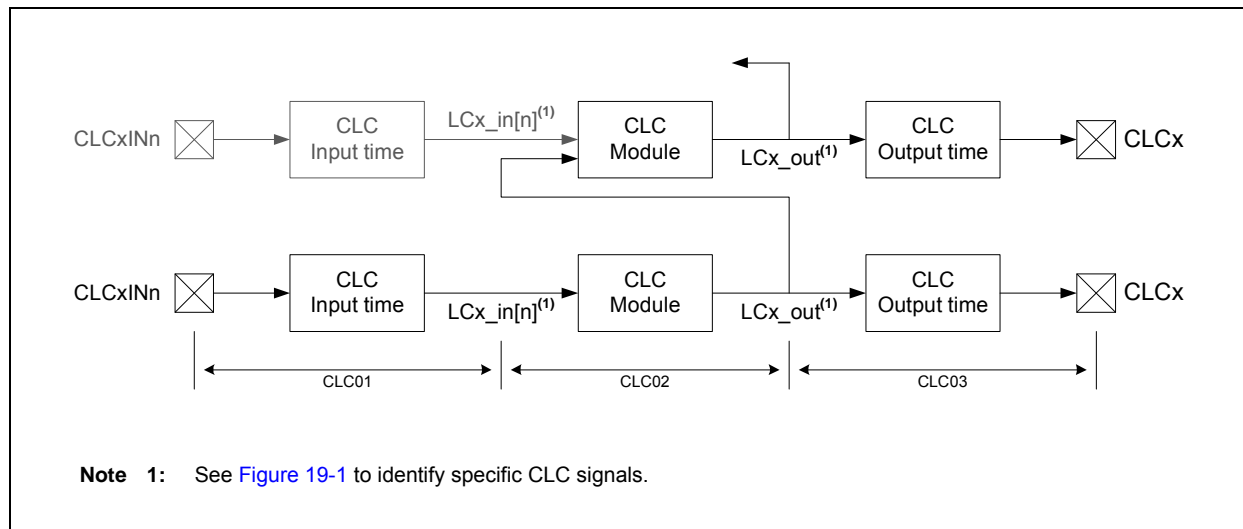 CLCxINn
CLC
Input time
LCx_in[n](1)
CLC
Module
LCx_out(1)
CLC
Output time
CLCx
CLCxINn
CLC
Input time
LCx_in[n](1)
CLC
Module
LCx_out(1)
CLC
Output time
CLCx
CLC01
CLC02
CLC03
Note 1: See Figure 19-1 to identify specific CLC signals.